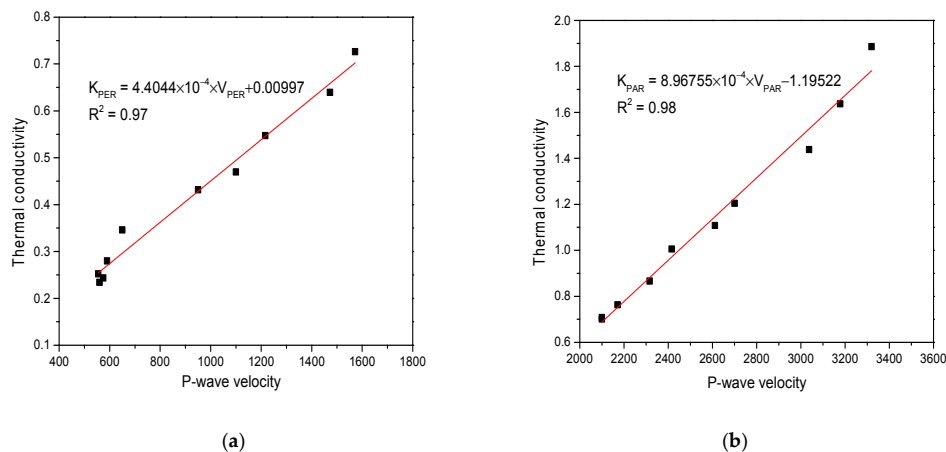 0.8
0.7
0.6
0.5
0.4
0.3
0.2
0.1
Thermal conductivity
K_PER = 4.4044×10⁻⁴×V_PER+0.00997
R² = 0.97
400 600 800 1000 1200 1400 1600 1800
P-wave velocity
(a)
2.0
1.8
1.6
1.4
1.2
1.0
0.8
0.6
Thermal conductivity
K_PAR = 8.96755×10⁻⁴×V_PAR−1.19522
R² = 0.98
2000 2200 2400 2600 2800 3000 3200 3400 3600
P-wave velocity
(b)